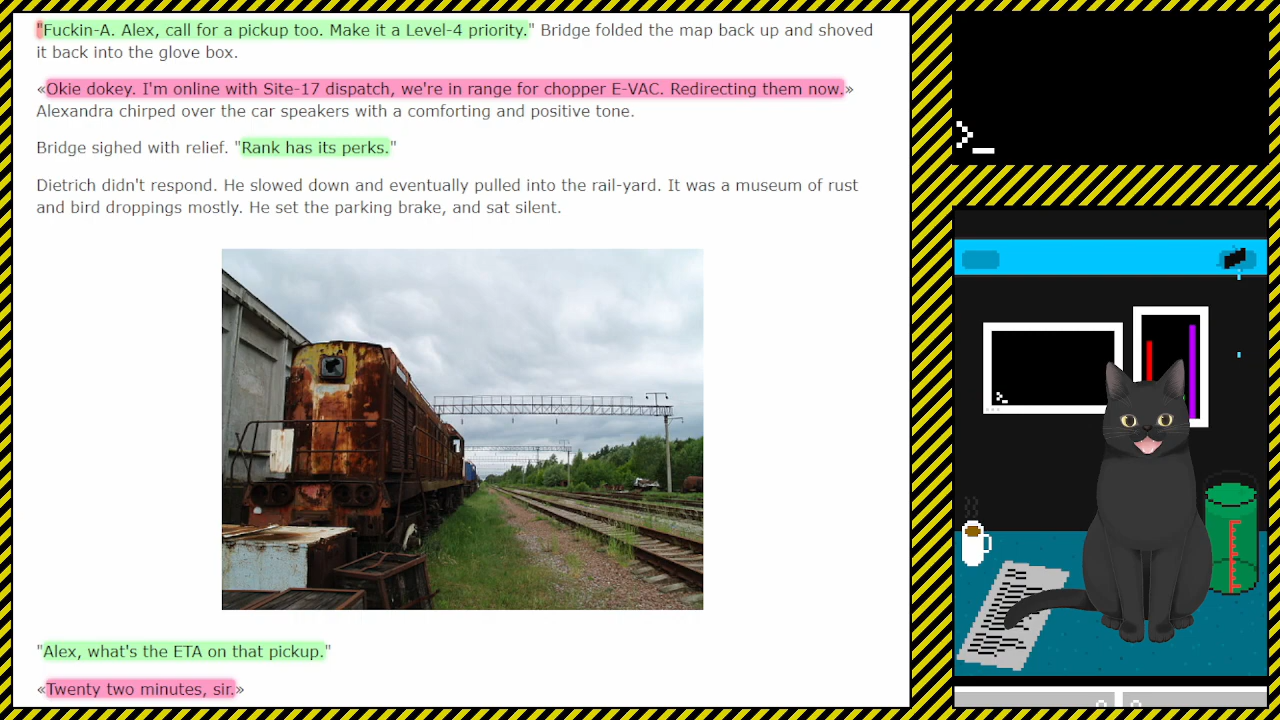 "Fuckin-A. Alex, call for a pickup too. Make it a Level-4 priority." Bridge folded the map back up and shoved
it back into the glove box.
«Okie dokey. I'm online with Site-17 dispatch, we're in range for chopper E-VAC. Redirecting them now.»
Alexandra chirped over the car speakers with a comforting and positive tone.
Bridge sighed with relief. "Rank has its perks."
Dietrich didn't respond. He slowed down and eventually pulled into the rail-yard. It was a museum of rust
and bird droppings mostly. He set the parking brake, and sat silent.
"Alex, what's the ETA on that pickup."
«Twenty two minutes, sir.»
>_
>_